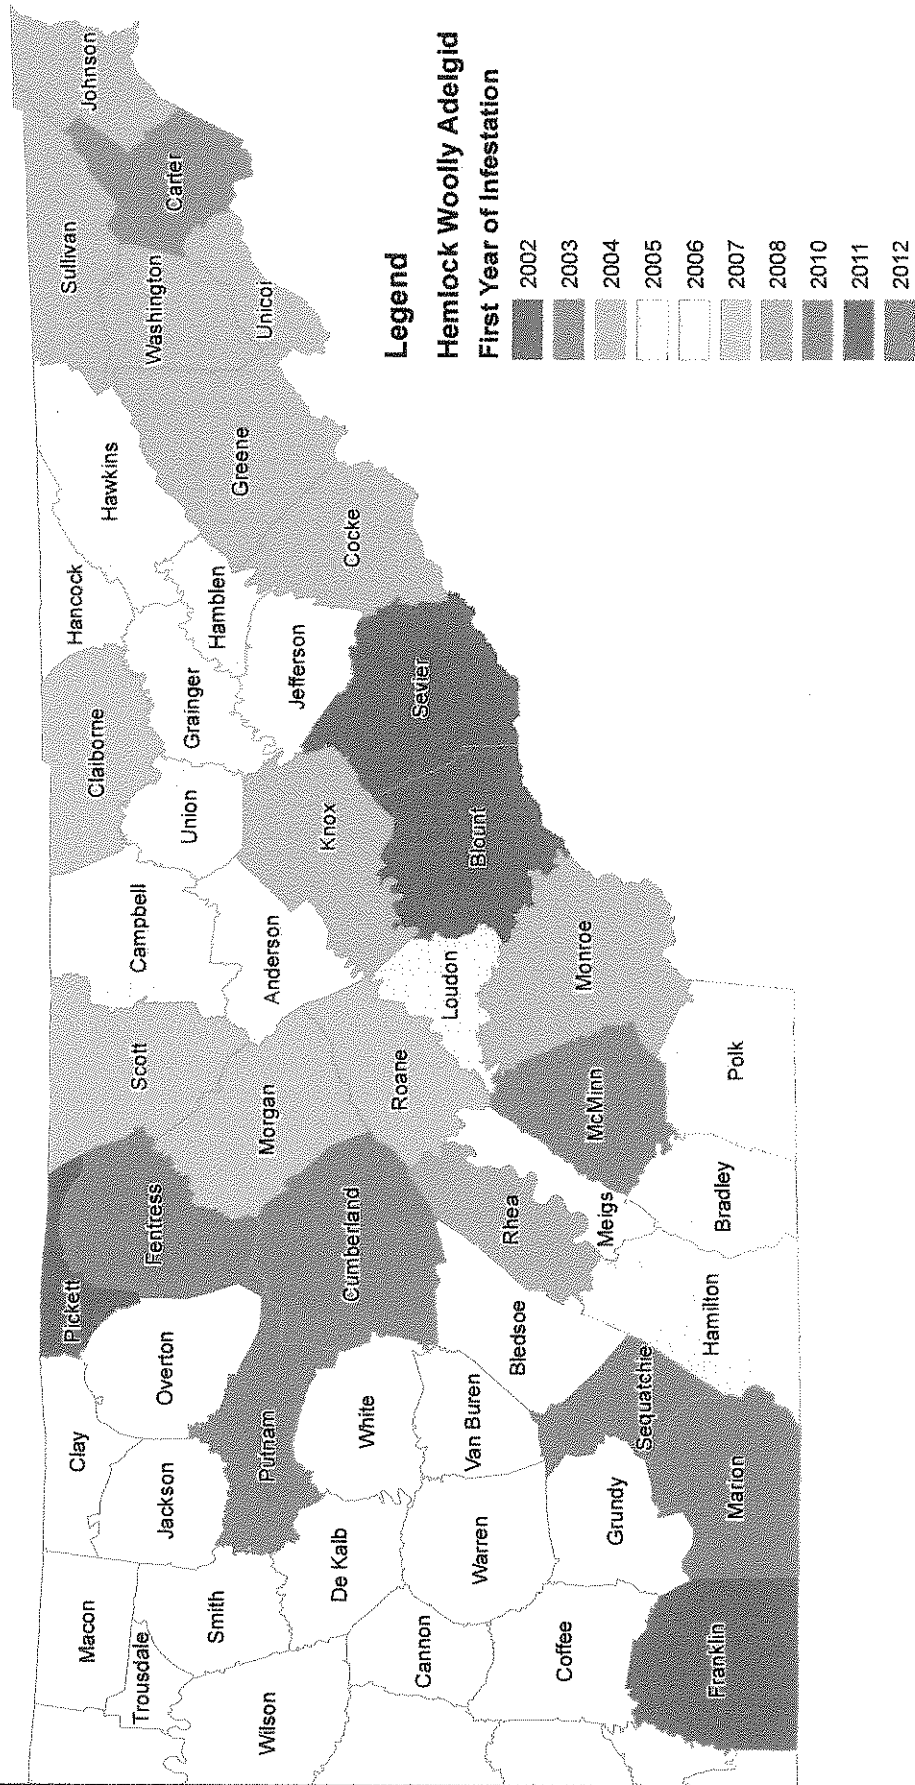 Johnson
Carter
Sullivan
Washington
Unicoi
Hawkins
Greene
Cocke
Hancock
Hamblen
Jefferson
Grainger
Sevier
Claiborne
Union
Knox
Blount
Campbell
Anderson
Loudon
Monroe
Scott
Morgan
Roane
McMinn
Polk
Pickett
Fentress
Cumberland
Rhea
Meigs
Bradley
Hamilton
Overton
Bledsoe
Sequatchie
Clay
Jackson
Putnam
White
Van Buren
Grundy
Marion
Macon
Trousdale
Smith
De Kalb
Warren
Wilson
Cannon
Coffee
Franklin
Legend
Hemlock Woolly Adelgid
First Year of Infestation
2002
2003
2004
2005
2006
2007
2008
2010
2011
2012